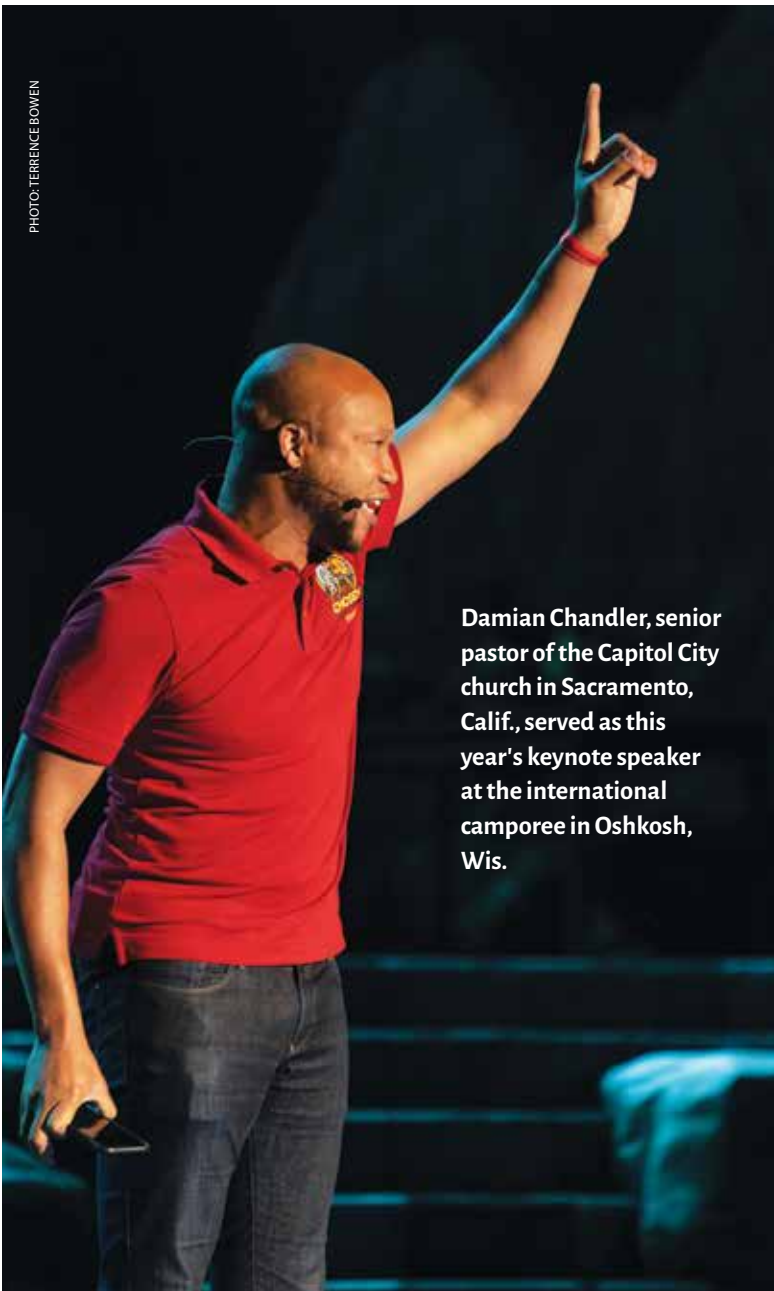 PHOTO: TERRENCE BOWEN
CHOSEN
Damian Chandler, senior
pastor of the Capitol City
church in Sacramento,
Calif., served as this
year's keynote speaker
at the international
camporee in Oshkosh,
Wis.